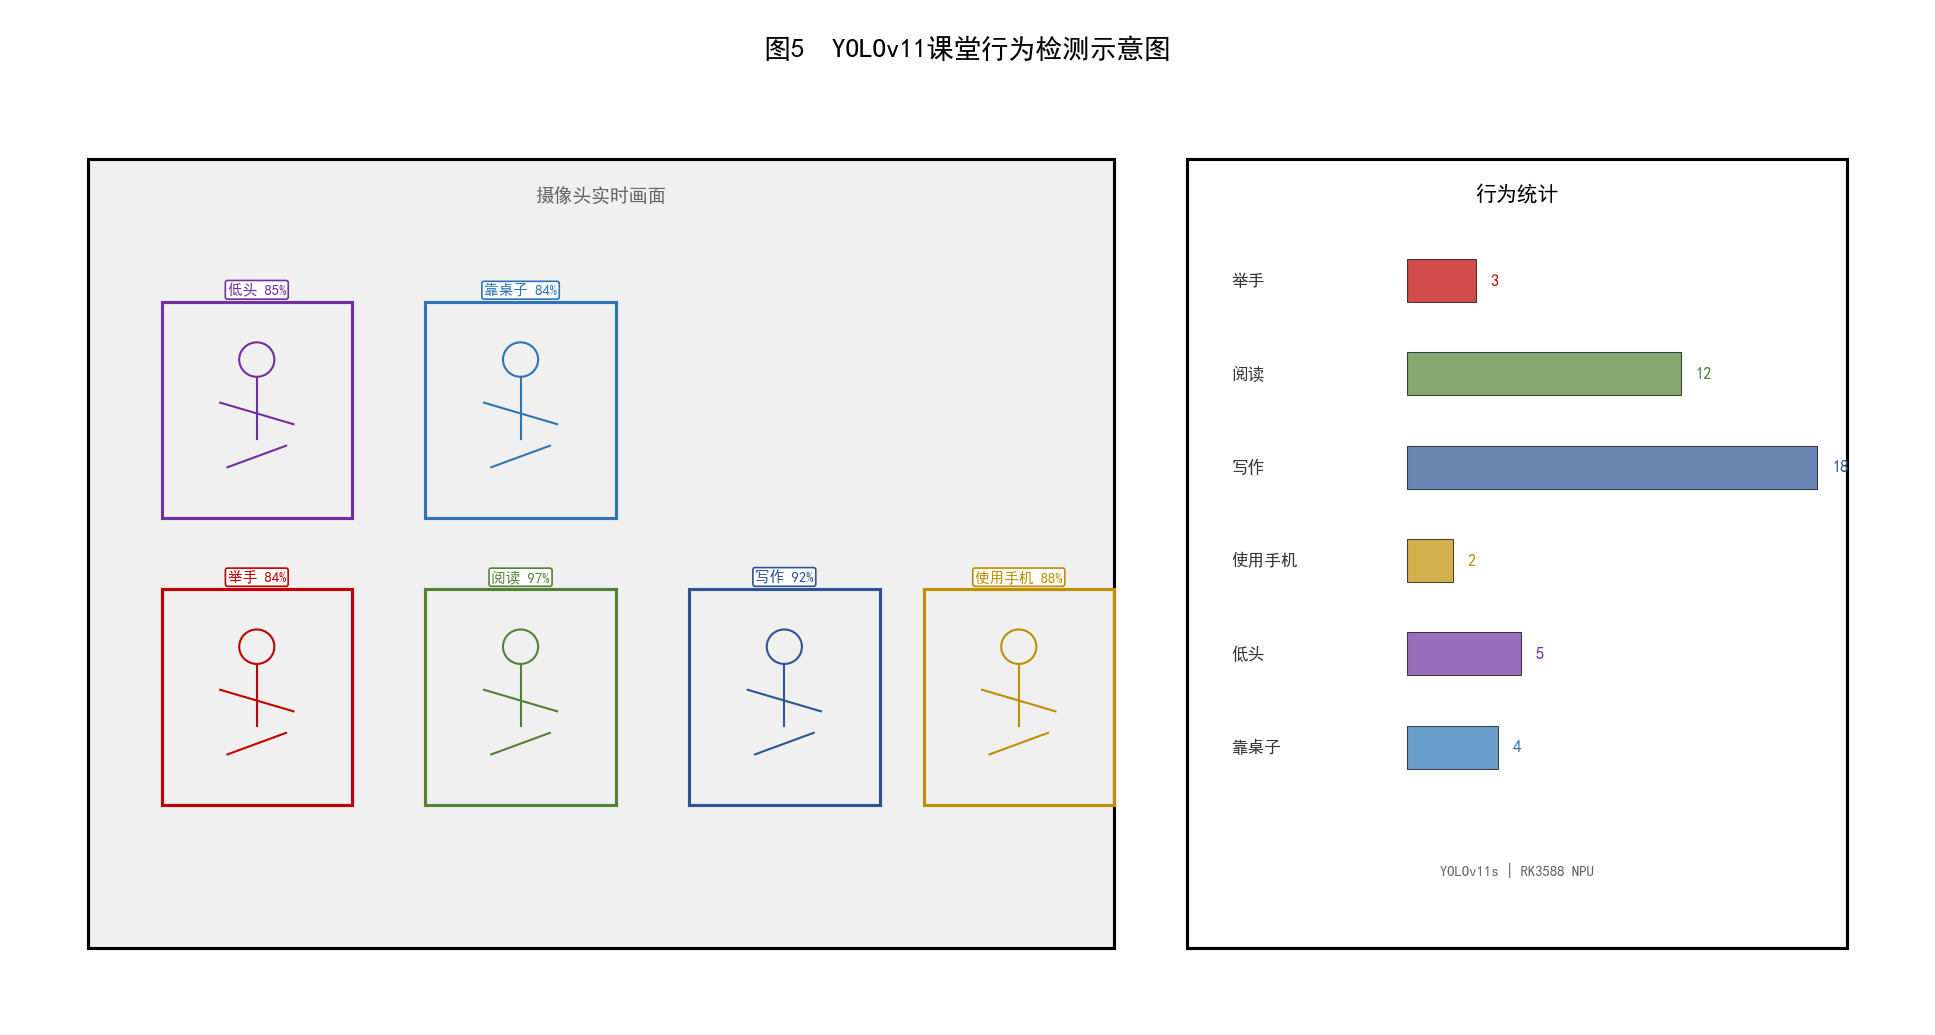 图5  YOLOv11课堂行为检测示意图
摄像头实时画面
低头 85%
靠桌子 84%
举手 84%
阅读 97%
写作 92%
使用手机 88%
行为统计
举手 3
阅读 12
写作 18
使用手机 2
低头 5
靠桌子 4
YOLOv11s | RK3588 NPU